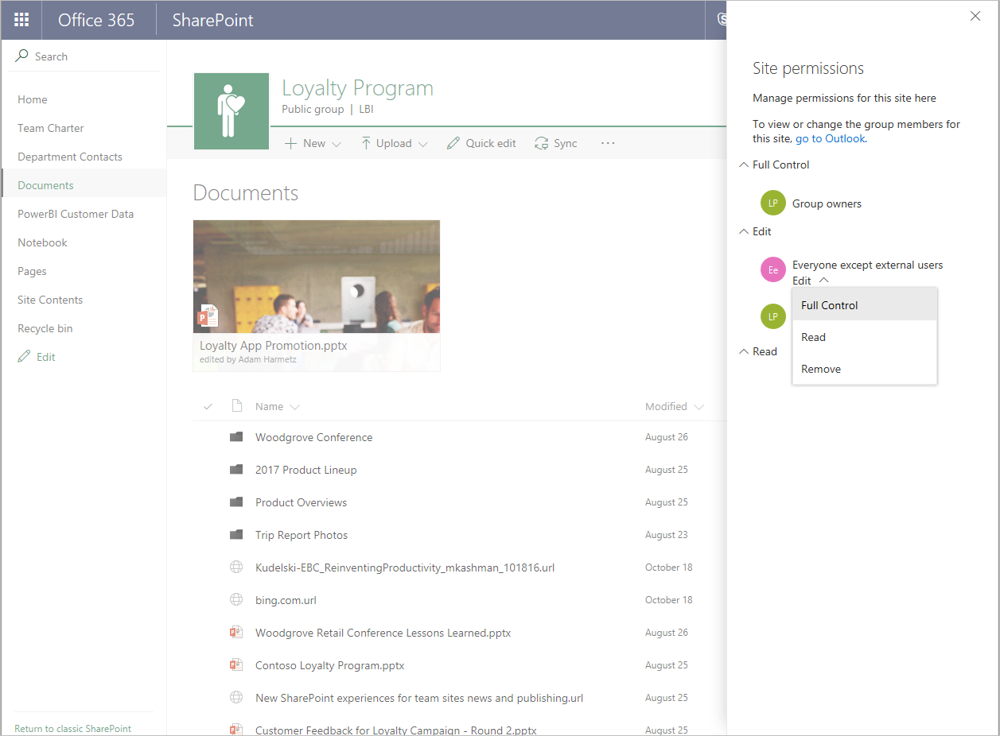 Office 365
SharePoint
Search
Home
Team Charter
Department Contacts
Documents
PowerBI Customer Data
Notebook
Pages
Site Contents
Recycle bin
Edit
Return to classic SharePoint
Loyalty Program
Public group | LBI
New
Upload
Quick edit
Sync
...
Documents
P
Loyalty App Promotion.pptx
edited by Adam Harmetz
Name
Modified
Woodgrove Conference
August 26
2017 Product Lineup
August 25
Product Overviews
August 25
Trip Report Photos
August 23
Kudelski-EBC_ReinventingProductivity_mkashman_101816.url
October 18
bing.com.url
October 18
Woodgrove Retail Conference Lessons Learned.pptx
August 26
Contoso Loyalty Program.pptx
August 25
New SharePoint experiences for team sites news and publishing.url
August 25
Customer Feedback for Loyalty Campaign - Round 2.pptx
August 25
Site permissions
Manage permissions for this site here
To view or change the group members for
this site, go to Outlook.
Full Control
LP
Group owners
Edit
Ee
Everyone except external users
Edit
LP
Full Control
Read
Remove
Read